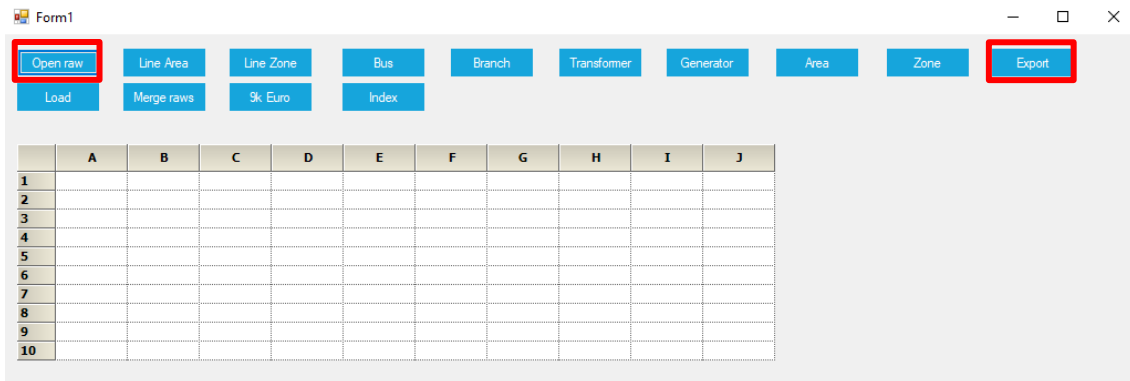 Form1
Open raw Line Area Line Zone Bus Branch Transformer Generator Area Zone Export
Load Merge raws 9k Euro Index
A B C D E F G H I J
1
2
3
4
5
6
7
8
9
10